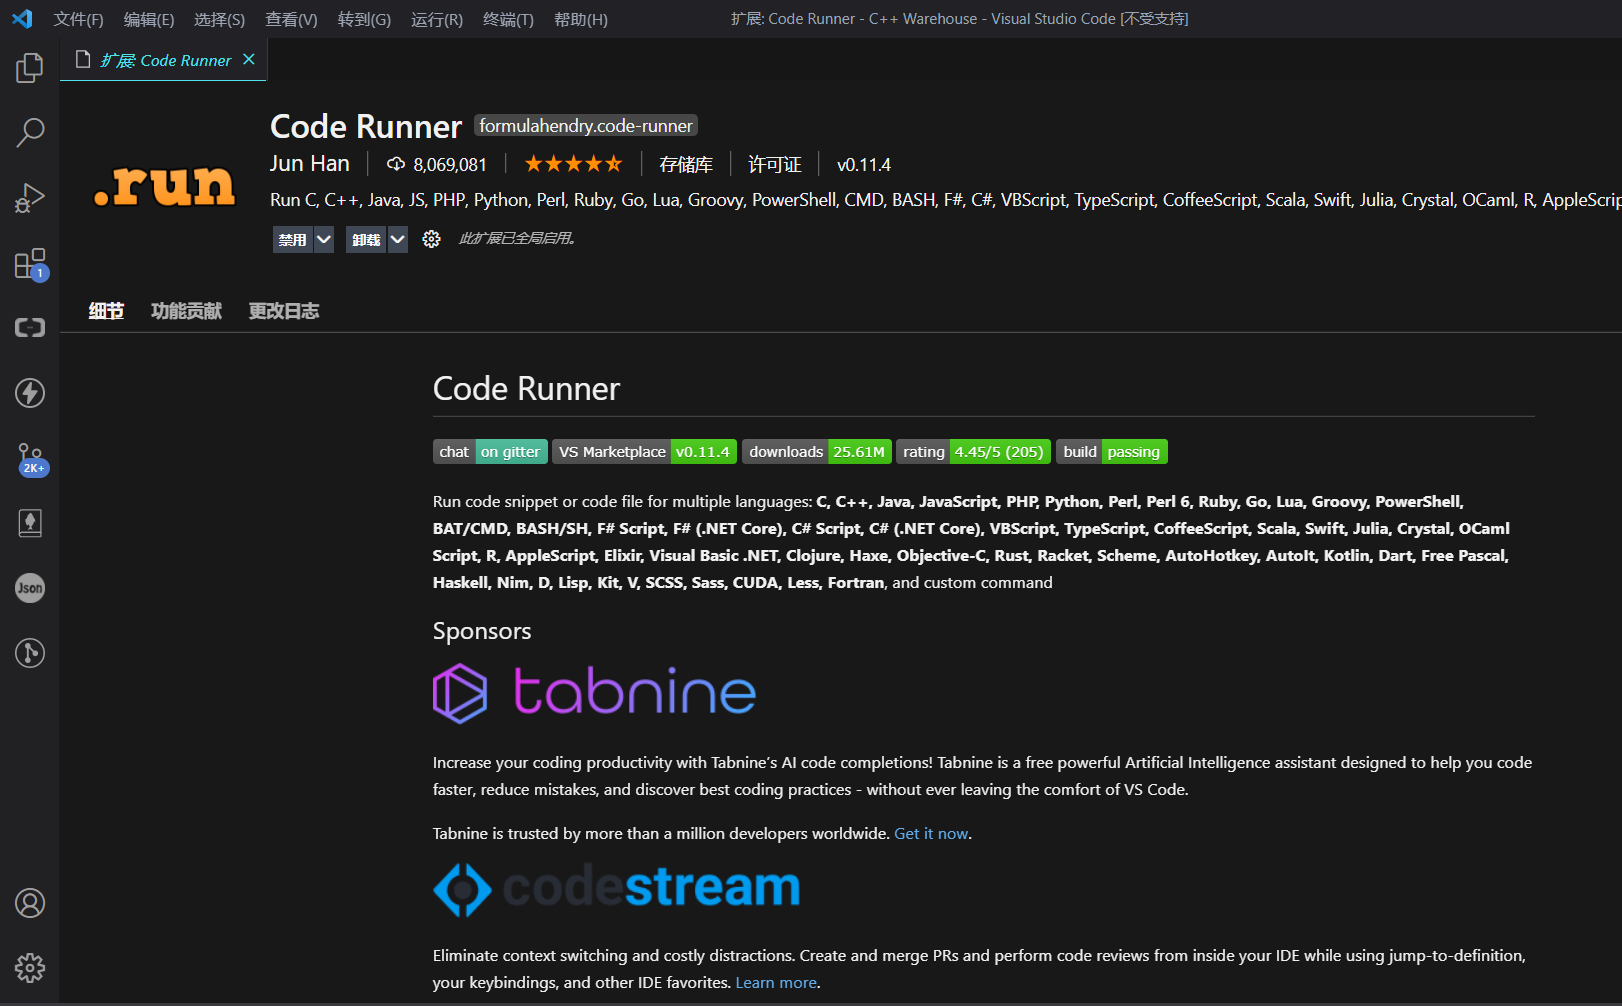 文件(F) 编辑(E) 选择(S) 查看(V) 转到(G) 运行(R) 终端(T) 帮助(H) 扩展: Code Runner - C++ Warehouse - Visual Studio Code [不受支持]
扩展: Code Runner
Code Runner formulahendry.code-runner
Jun Han 8,069,081 存储库 许可证 v0.11.4
.run
Run C, C++, Java, JS, PHP, Python, Perl, Ruby, Go, Lua, Groovy, PowerShell, CMD, BASH, F#, C#, VBScript, TypeScript, CoffeeScript, Scala, Swift, Julia, Crystal, OCaml, R, AppleScrip
禁用 卸载 此扩展已全局启用。
1
细节 功能贡献 更改日志
Code Runner
chat on gitter VS Marketplace v0.11.4 downloads 25.61M rating 4.45/5 (205) build passing
2K+
Run code snippet or code file for multiple languages: C, C++, Java, JavaScript, PHP, Python, Perl, Perl 6, Ruby, Go, Lua, Groovy, PowerShell,
BAT/CMD, BASH/SH, F# Script, F# (.NET Core), C# Script, C# (.NET Core), VBScript, TypeScript, CoffeeScript, Scala, Swift, Julia, Crystal, OCaml
Script, R, AppleScript, Elixir, Visual Basic .NET, Clojure, Haxe, Objective-C, Rust, Racket, Scheme, AutoHotkey, AutoIt, Kotlin, Dart, Free Pascal,
Haskell, Nim, D, Lisp, Kit, V, SCSS, Sass, CUDA, Less, Fortran, and custom command
Json
Sponsors
tabnine
Increase your coding productivity with Tabnine's AI code completions! Tabnine is a free powerful Artificial Intelligence assistant designed to help you code
faster, reduce mistakes, and discover best coding practices - without ever leaving the comfort of VS Code.
Tabnine is trusted by more than a million developers worldwide. Get it now.
codestream
Eliminate context switching and costly distractions. Create and merge PRs and perform code reviews from inside your IDE while using jump-to-definition,
your keybindings, and other IDE favorites. Learn more.